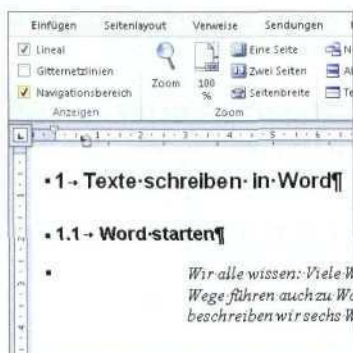 Einfügen Seitenlayout Verweise Sendungen
Lineal
Gitternetzlinien
Navigationsbereich
Anzeigen
Zoom
100
%
Eine Seite
Zwei Seiten
Seitenbreite
Zoom
1→Texte·schreiben·in·Word¶
1.1→Word·starten¶
Wir·alle·wissen:·Viele·W
Wege·führen·auch·zu·Wo
beschreiben·wir·sechs·W